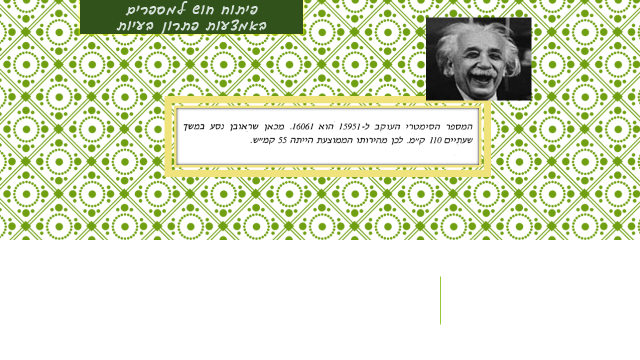 פיתוח חוש למספרים
באמצעות פתרון בעיות
המספר הסימטרי העוקב ל-15951 הוא 16061. מכאן שראובן נסע במשך
שעתיים 110 ק״מ. לכן מהירותו הממוצעת הייתה 55 קמ״ש.